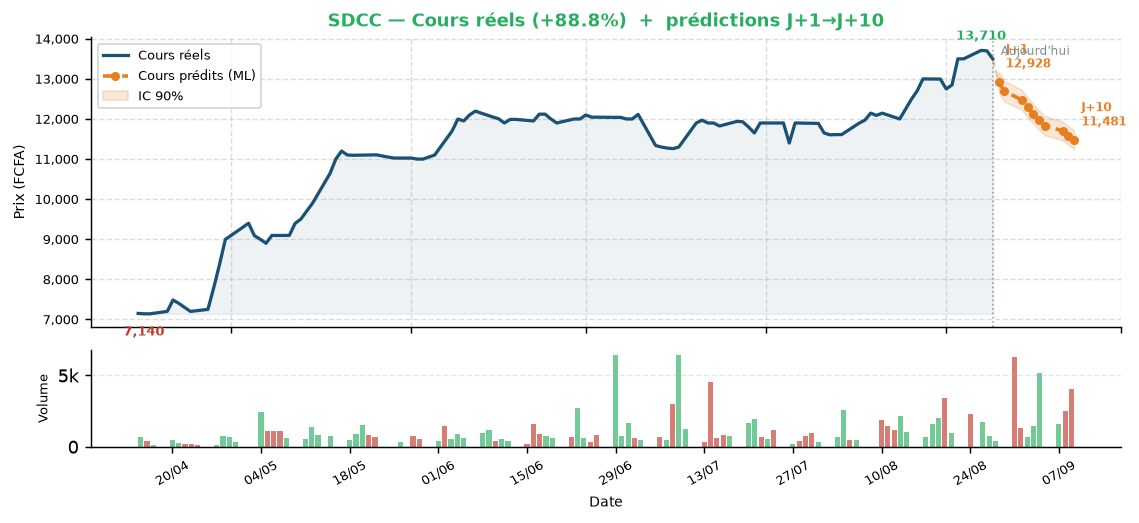 SDCC — Cours réels (+88.8%) + prédictions J+1→J+10
14,000
13,000
12,000
11,000
10,000
9,000
8,000
7,000
Prix (FCFA)
Cours réels
Cours prédits (ML)
IC 90%
13,710
Aujourd'hui
J+1
12,928
J+10
11,481
7,140
5k
0
Volume
20/04
04/05
18/05
01/06
15/06
29/06
13/07
27/07
10/08
24/08
07/09
Date